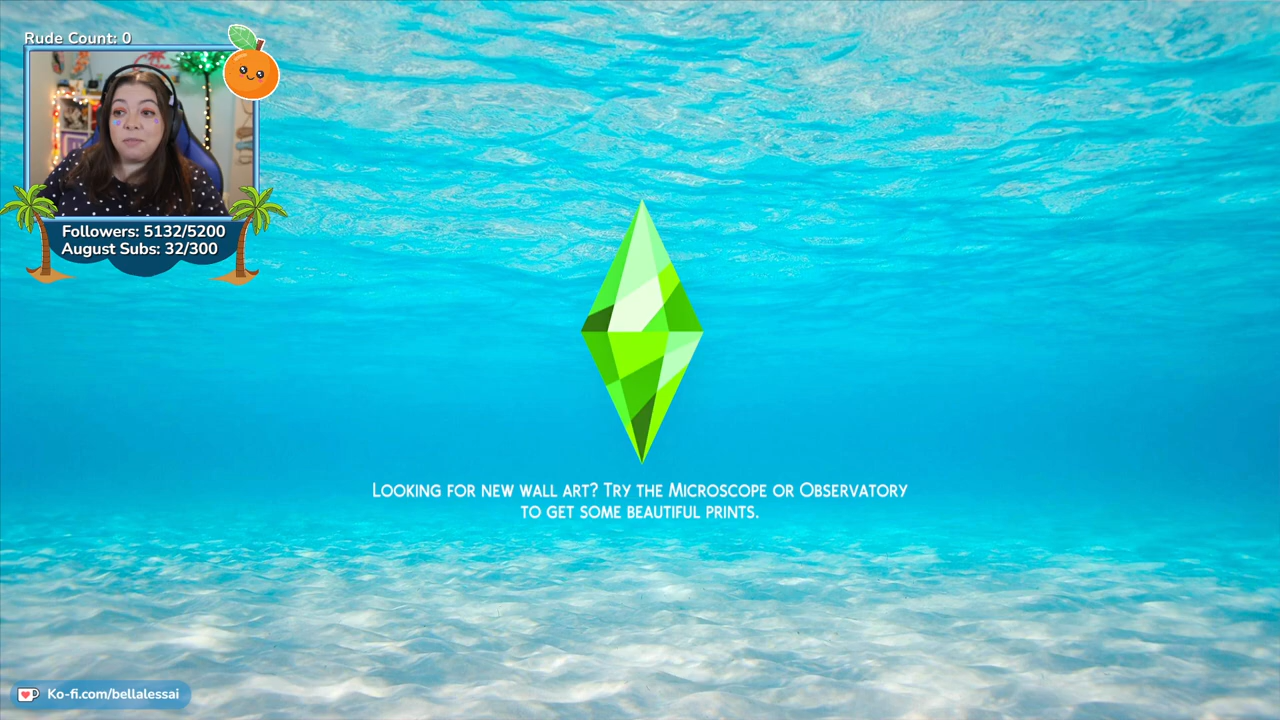 Rude Count: 0
Followers: 5132/5200
August Subs: 32/300
LOOKING FOR NEW WALL ART? TRY THE MICROSCOPE OR OBSERVATORY
TO GET SOME BEAUTIFUL PRINTS.
Ko-fi.com/bellalessai